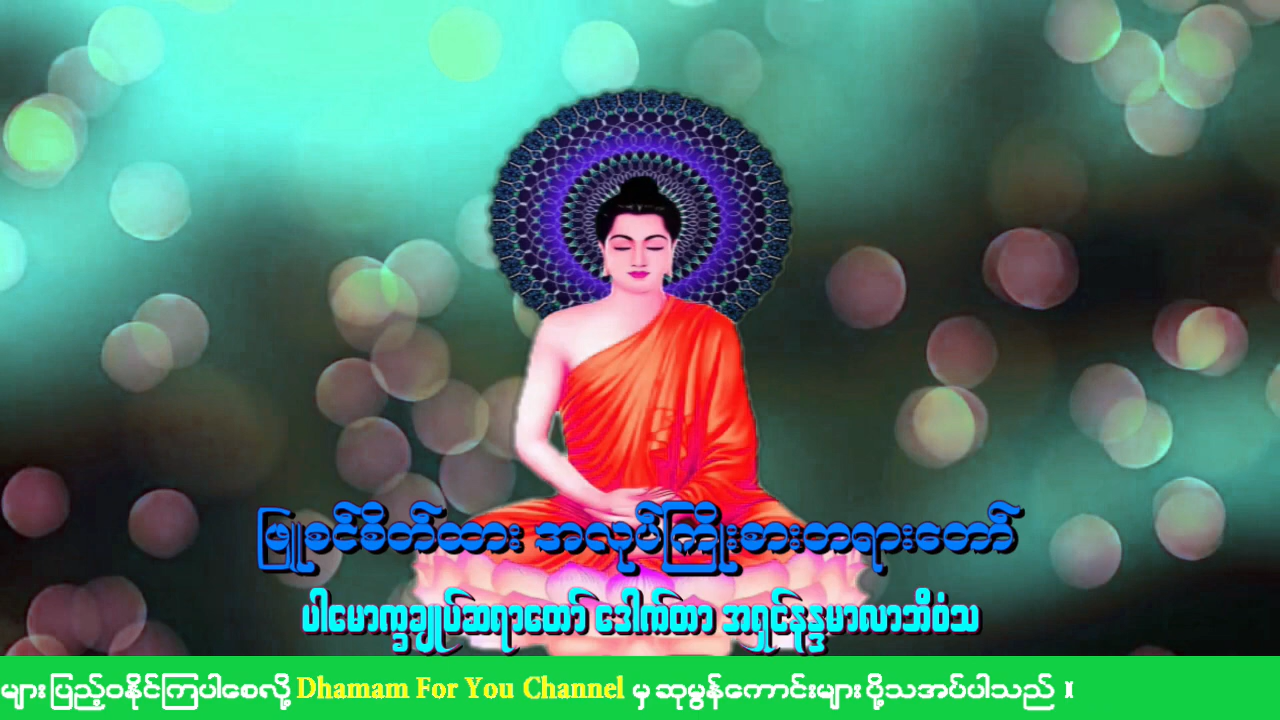 ဖြူစင်စိတ်ထား အလုပ်ကြိုးစားတရားတော်
ပါမောက္ခချုပ်ဆရာတော် ဒေါက်တာ အရှင်နန္ဒမာလာဘိဝံသ
များ ပြည့်ဝနိုင်ကြပါစေလို့ Dhamam For You Channel မှ ဆုမွန်ကောင်းများ ပို့သအပ်ပါသည် ။